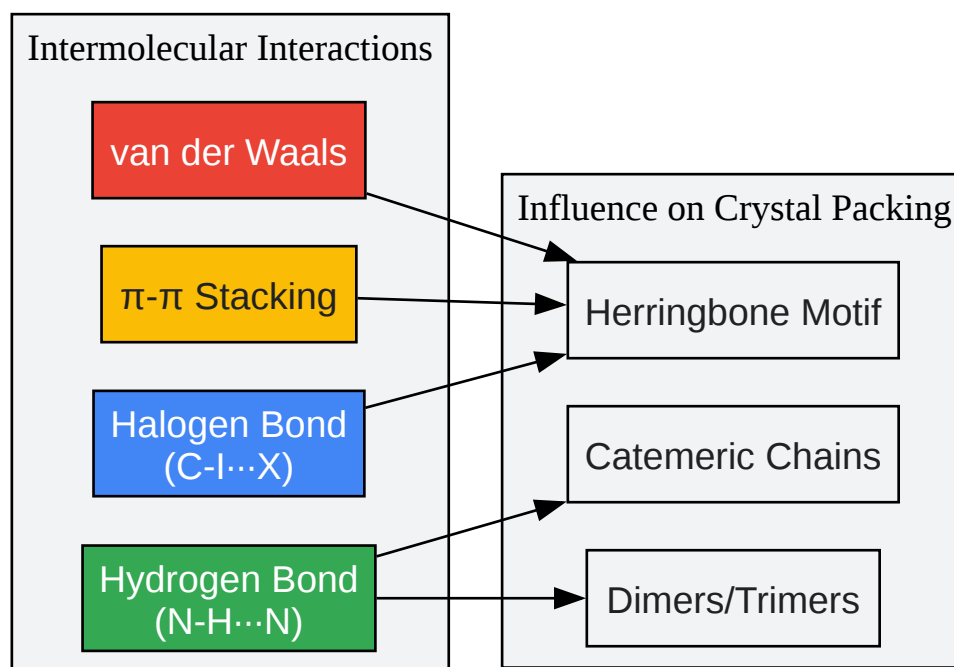 Intermolecular Interactions
van der Waals
π-π Stacking
Halogen Bond
(C-I···X)
Hydrogen Bond
(N-H···N)
Influence on Crystal Packing
Herringbone Motif
Catemeric Chains
Dimers/Trimers